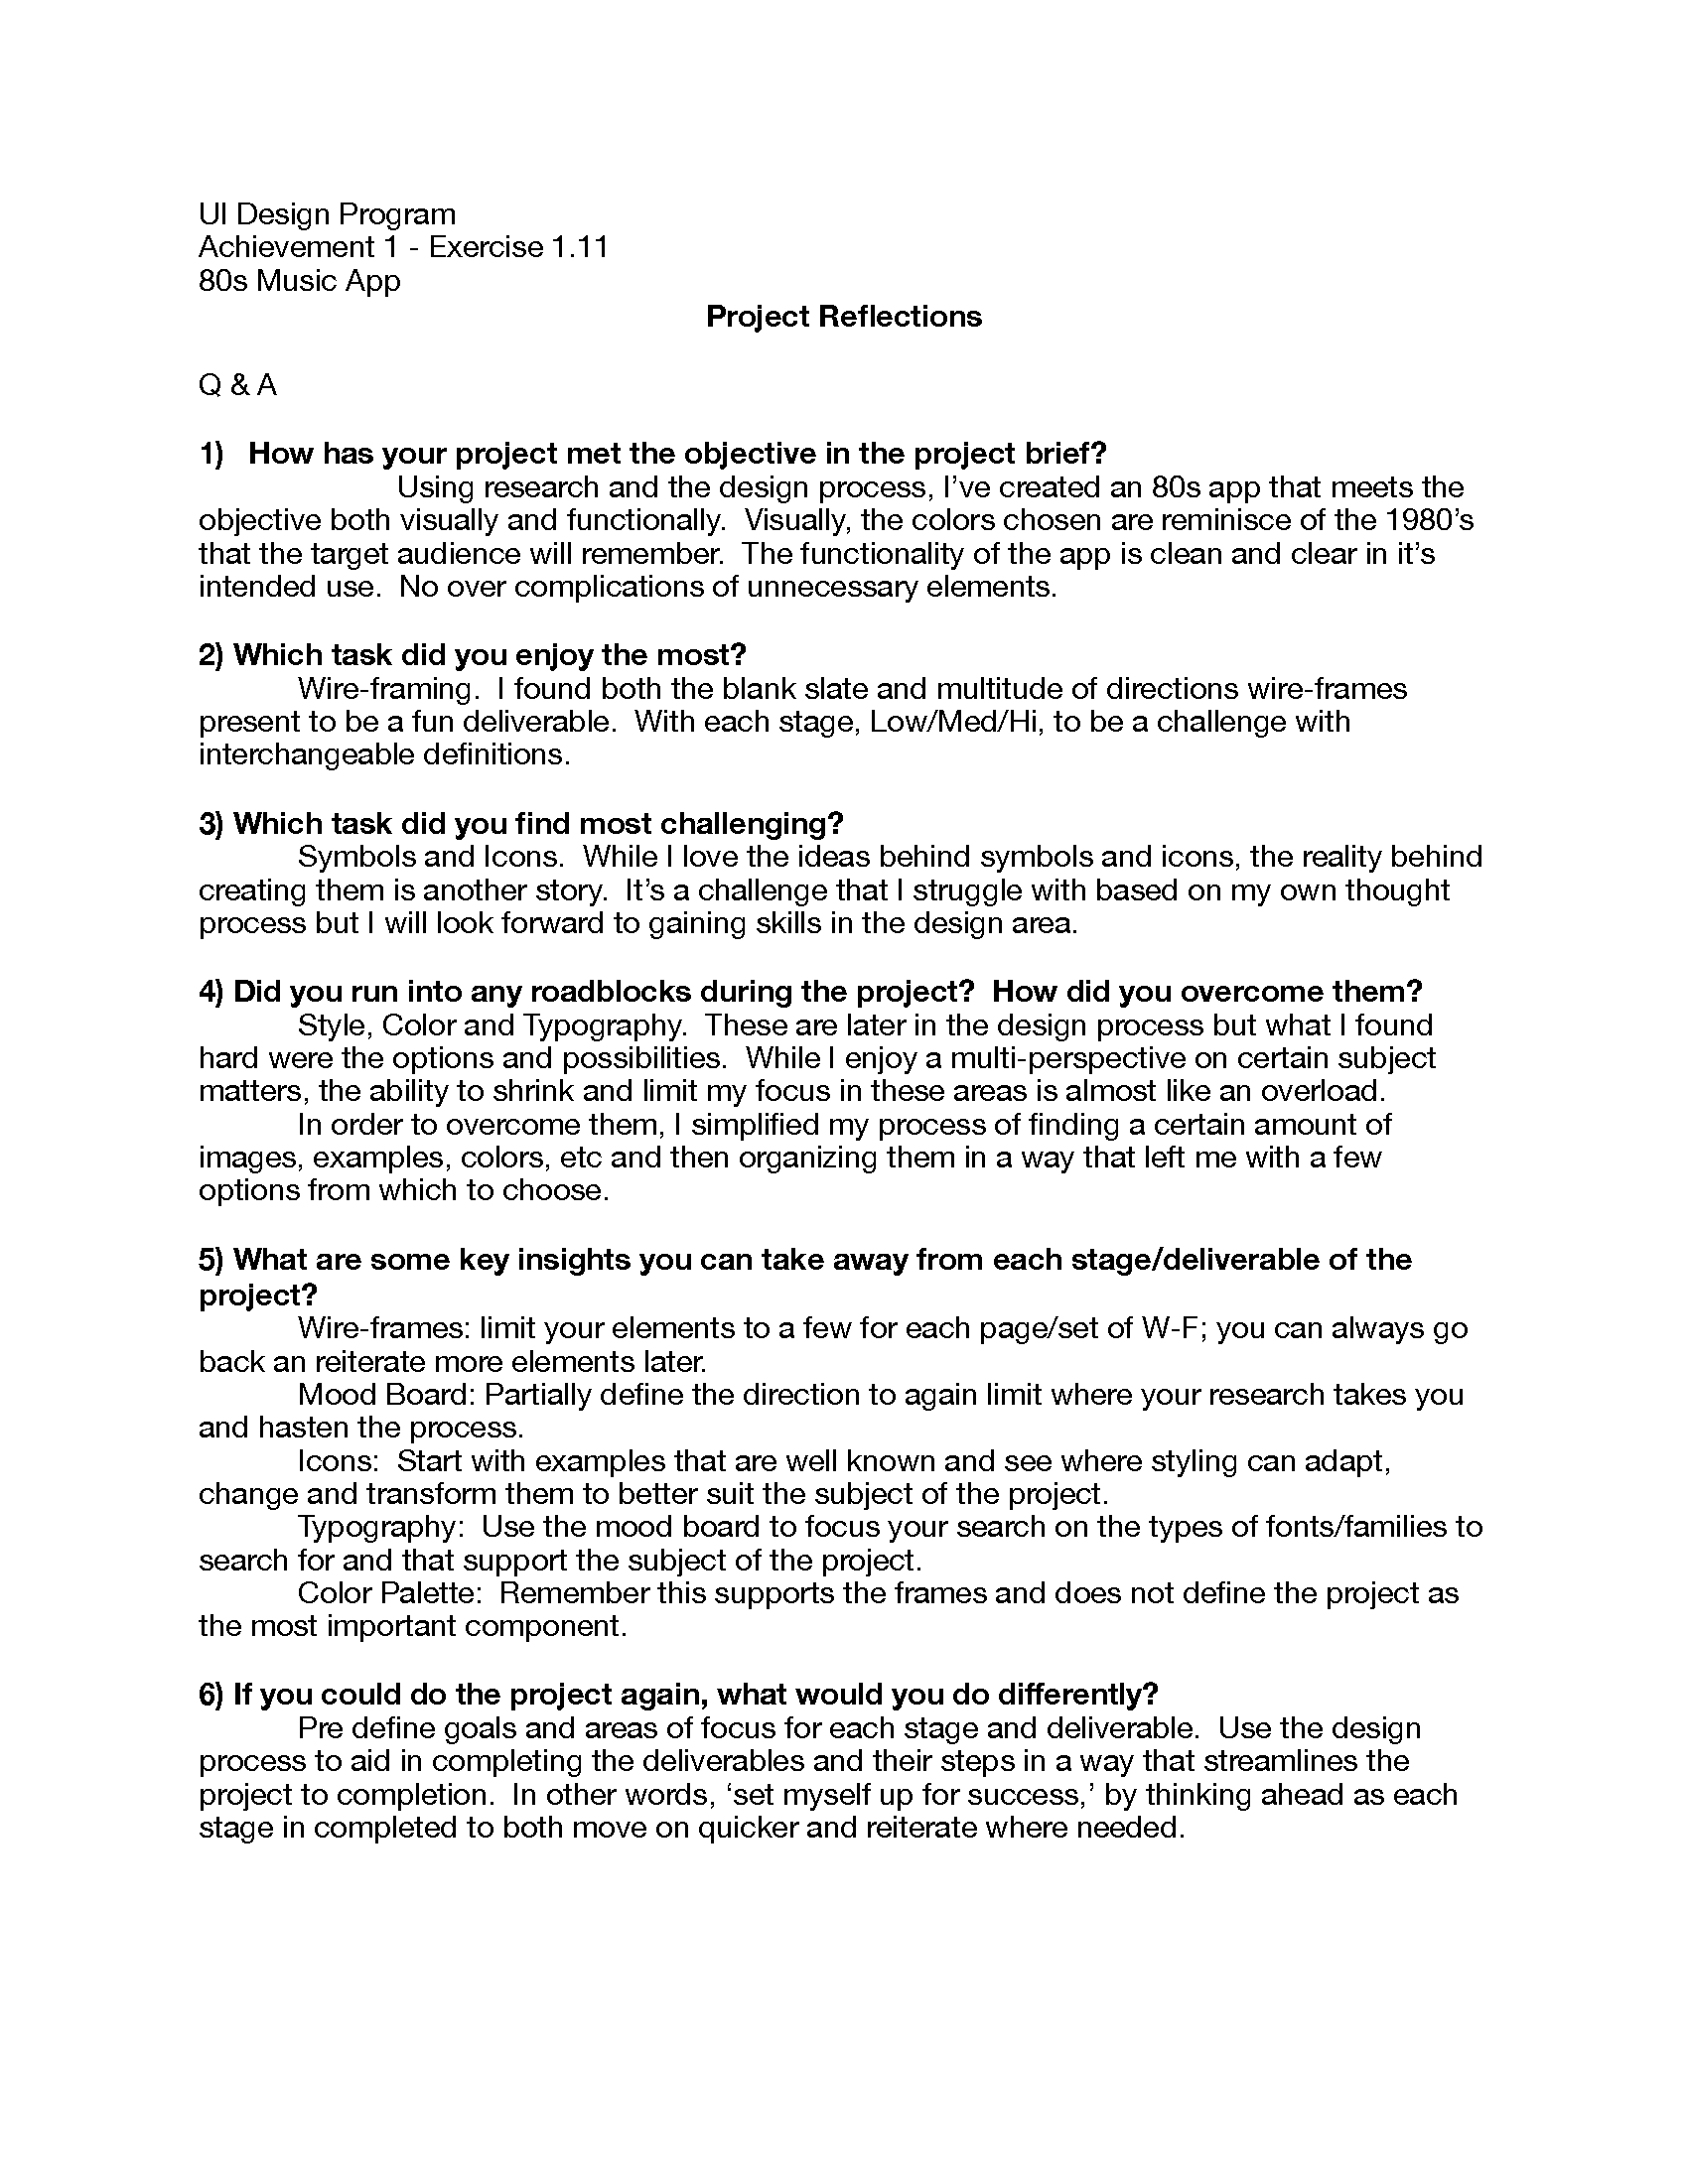 UI Design Program
Achievement 1 - Exercise 1.11
80s Music App
Project Reflections
Q & A
1) How has your project met the objective in the project brief?
Using research and the design process, I’ve created an 80s app that meets the
objective both visually and functionally. Visually, the colors chosen are reminisce of the 1980’s
that the target audience will remember. The functionality of the app is clean and clear in it’s
intended use. No over complications of unnecessary elements.
2) Which task did you enjoy the most?
Wire-framing. I found both the blank slate and multitude of directions wire-frames
present to be a fun deliverable. With each stage, Low/Med/Hi, to be a challenge with
interchangeable definitions.
3) Which task did you find most challenging?
Symbols and Icons. While I love the ideas behind symbols and icons, the reality behind
creating them is another story. It’s a challenge that I struggle with based on my own thought
process but I will look forward to gaining skills in the design area.
4) Did you run into any roadblocks during the project? How did you overcome them?
Style, Color and Typography. These are later in the design process but what I found
hard were the options and possibilities. While I enjoy a multi-perspective on certain subject
matters, the ability to shrink and limit my focus in these areas is almost like an overload.
In order to overcome them, I simplified my process of finding a certain amount of
images, examples, colors, etc and then organizing them in a way that left me with a few
options from which to choose.
5) What are some key insights you can take away from each stage/deliverable of the
project?
Wire-frames: limit your elements to a few for each page/set of W-F; you can always go
back an reiterate more elements later.
Mood Board: Partially define the direction to again limit where your research takes you
and hasten the process.
Icons: Start with examples that are well known and see where styling can adapt,
change and transform them to better suit the subject of the project.
Typography: Use the mood board to focus your search on the types of fonts/families to
search for and that support the subject of the project.
Color Palette: Remember this supports the frames and does not define the project as
the most important component.
6) If you could do the project again, what would you do differently?
Pre define goals and areas of focus for each stage and deliverable. Use the design
process to aid in completing the deliverables and their steps in a way that streamlines the
project to completion. In other words, ‘set myself up for success,’ by thinking ahead as each
stage in completed to both move on quicker and reiterate where needed.